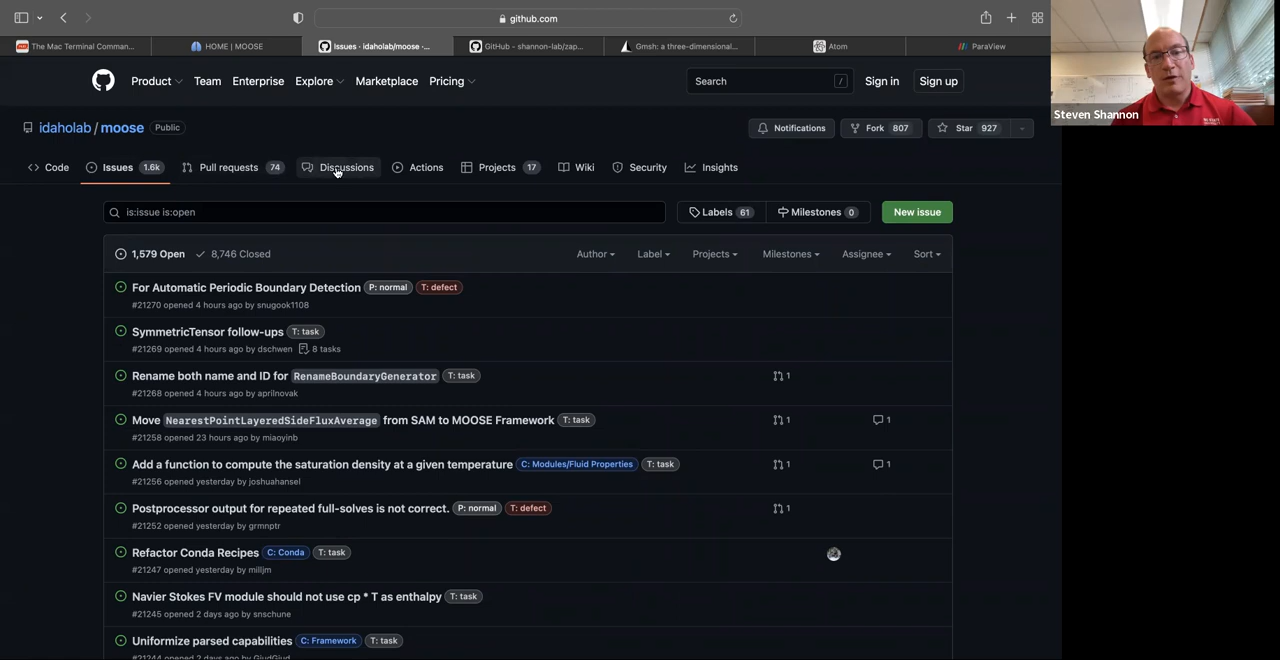 github.com
The Mac Terminal Comman...
HOME | MOOSE
Issues · idaholab/moose ·...
GitHub - shannon-lab/zap...
Gmsh: a three-dimensional...
Atom
ParaView
Product Team Enterprise Explore Marketplace Pricing
Search /
Sign in
Sign up
Steven Shannon
idaholab / moose Public
Notifications
Fork 807
Star 927
<> Code
Issues 1.6k
Pull requests 74
Discussions
Actions
Projects 17
Wiki
Security
Insights
is:issue is:open
Labels 61
Milestones 0
New issue
1,579 Open
8,746 Closed
Author Label Projects Milestones Assignee Sort
For Automatic Periodic Boundary Detection P: normal T: defect
#21270 opened 4 hours ago by snugook1108
SymmetricTensor follow-ups T: task
#21269 opened 4 hours ago by dschwen 8 tasks
Rename both name and ID for RenameBoundaryGenerator T: task 1
#21268 opened 4 hours ago by aprilnovak
Move NearestPointLayeredSideFluxAverage from SAM to MOOSE Framework T: task 1 1
#21258 opened 23 hours ago by miaoyinb
Add a function to compute the saturation density at a given temperature C: Modules/Fluid Properties T: task 1 1
#21256 opened yesterday by joshuahansel
Postprocessor output for repeated full-solves is not correct. P: normal T: defect 1
#21252 opened yesterday by grmnptr
Refactor Conda Recipes C: Conda T: task
#21247 opened yesterday by milljm
Navier Stokes FV module should not use cp * T as enthalpy T: task
#21245 opened 2 days ago by snschune
Uniformize parsed capabilities C: Framework T: task
#21244 opened 2 days ago by GiudGiud